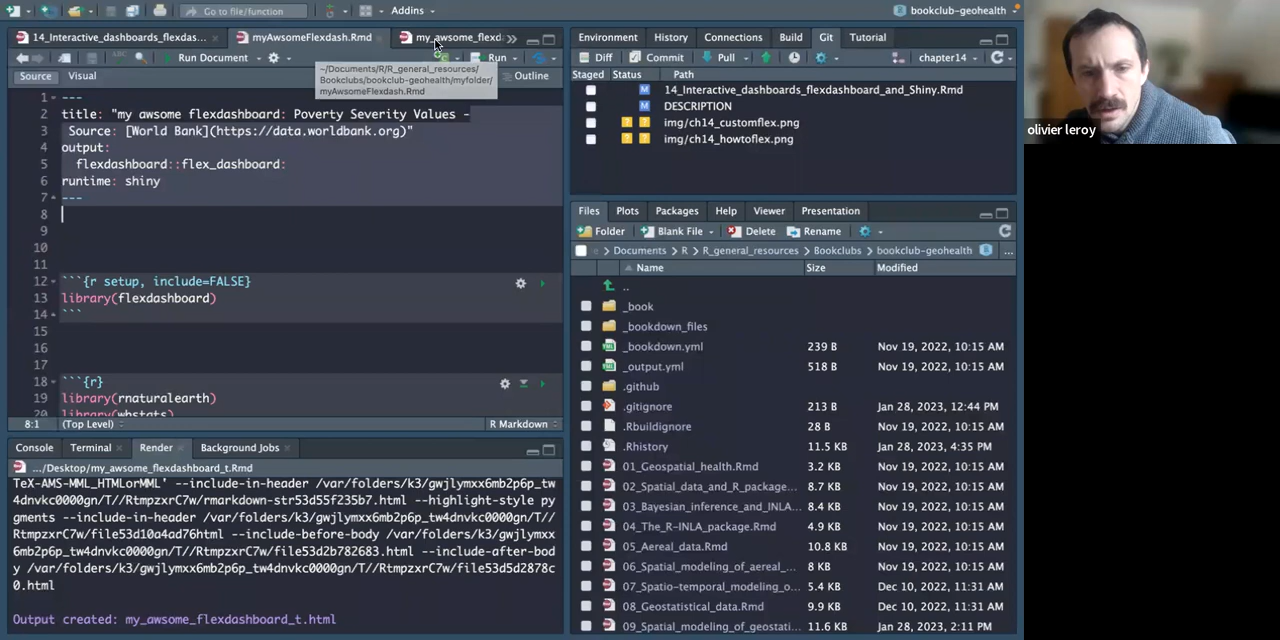 Go to file/function
Addins
bookclub-geohealth
14_Interactive_dashboards_flexdas...
myAwsomeFlexdash.Rmd
my_awsome_flexd
Run Document
Run
Source
Visual
Outline
~/Documents/R/R_general_resources/
Bookclubs/bookclub-geohealth/myfolder/
myAwsomeFlexdash.Rmd
1 ---
2 title: "my awsome flexdashboard: Poverty Severity Values -
3 Source: [World Bank](https://data.worldbank.org)"
4 output:
5 flexdashboard::flex_dashboard:
6 runtime: shiny
7 ---
8
9
10
11
12 ```{r setup, include=FALSE}
13 library(flexdashboard)
14 ```
15
16
17
18 ```{r}
19 library(rnaturalearth)
20 library(wbstats)
8:1 (Top Level)
R Markdown
Console
Terminal
Render
Background Jobs
.../Desktop/my_awsome_flexdashboard_t.Rmd
TeX-AMS-MML_HTMLorMML' --include-in-header /var/folders/k3/gwjlymxx6mb2p6p_tw
4dnvkc0000gn/T//RtmpzxrC7w/rmarkdown-str53d55f235b7.html --highlight-style py
gments --include-in-header /var/folders/k3/gwjlymxx6mb2p6p_tw4dnvkc0000gn/T//
RtmpzxrC7w/file53d10a4ad76html --include-before-body /var/folders/k3/gwjlymxx
6mb2p6p_tw4dnvkc0000gn/T//RtmpzxrC7w/file53d2b782683.html --include-after-bod
y /var/folders/k3/gwjlymxx6mb2p6p_tw4dnvkc0000gn/T//RtmpzxrC7w/file53d5d2878c
0.html
Output created: my_awsome_flexdashboard_t.html
Environment
History
Connections
Build
Git
Tutorial
Diff
Commit
Pull
chapter14
Staged Status Path
M 14_Interactive_dashboards_flexdashboard_and_Shiny.Rmd
M DESCRIPTION
? ? img/ch14_customflex.png
? ? img/ch14_howtoflex.png
Files
Plots
Packages
Help
Viewer
Presentation
Folder
Blank File
Delete
Rename
Documents > R > R_general_resources > Bookclubs > bookclub-geohealth
...
Name Size Modified
..
_book
_bookdown_files
_bookdown.yml 239 B Nov 19, 2022, 10:15 AM
_output.yml 518 B Nov 19, 2022, 10:15 AM
.github
.gitignore 213 B Jan 28, 2023, 12:44 PM
.Rbuildignore 28 B Nov 19, 2022, 10:15 AM
.Rhistory 11.5 KB Jan 28, 2023, 4:35 PM
01_Geospatial_health.Rmd 3.2 KB Nov 19, 2022, 10:15 AM
02_Spatial_data_and_R_package... 8.7 KB Nov 19, 2022, 10:15 AM
03_Bayesian_inference_and_INLA... 8.4 KB Nov 19, 2022, 10:15 AM
04_The_R-INLA_package.Rmd 4.9 KB Nov 19, 2022, 10:15 AM
05_Aereal_data.Rmd 10.8 KB Nov 19, 2022, 10:15 AM
06_Spatial_modeling_of_aereal_... 8 KB Nov 19, 2022, 10:15 AM
07_Spatio-temporal_modeling_o... 5.4 KB Dec 10, 2022, 11:31 AM
08_Geostatistical_data.Rmd 9.9 KB Dec 10, 2022, 11:31 AM
09_Spatial_modeling_of_geostati... 11.6 KB Jan 28, 2023, 2:11 PM
olivier leroy